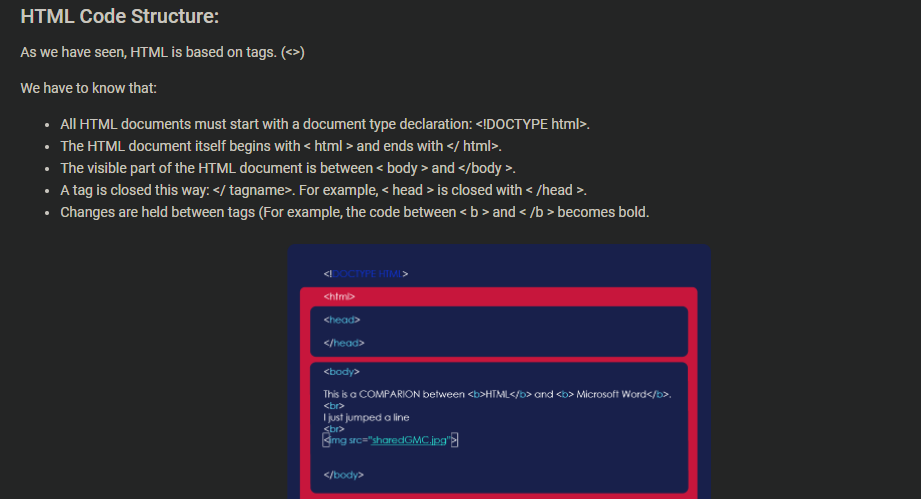 HTML Code Structure:
As we have seen, HTML is based on tags. (<>)
We have to know that:
• All HTML documents must start with a document type declaration: <!DOCTYPE html>.
• The HTML document itself begins with < html > and ends with </ html>.
• The visible part of the HTML document is between < body > and </body >.
• A tag is closed this way: </ tagname>. For example, < head > is closed with < /head >.
• Changes are held between tags (For example, the code between < b > and < /b > becomes bold.
<!DOCTYPE HTML>
<html>
<head>
</head>
<body>
This is a COMPARION between <b>HTML</b> and <b> Microsoft Word</b>.
<br>
I just jumped a line
<br>
<img src="sharedGMC.jpg">
</body>